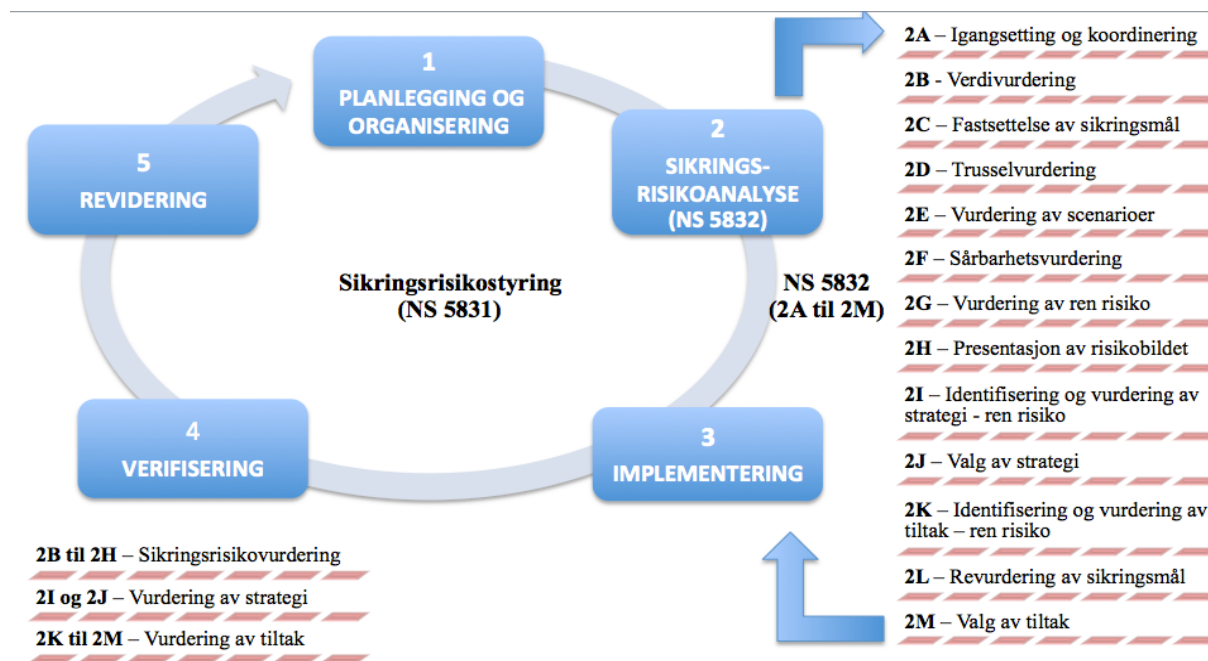 1
PLANLEGGING OG
ORGANISERING
2
SIKRINGS-
RISIKOANALYSE
(NS 5832)
3
IMPLEMENTERING
4
VERIFISERING
5
REVIDERING
Sikringsrisikostyring
(NS 5831)
NS 5832
(2A til 2M)
2A – Igangsetting og koordinering
2B - Verdivurdering
2C – Fastsettelse av sikringsmål
2D – Trusselvurdering
2E – Vurdering av scenarioer
2F – Sårbarhetsvurdering
2G – Vurdering av ren risiko
2H – Presentasjon av risikobildet
2I – Identifisering og vurdering av
strategi - ren risiko
2J – Valg av strategi
2K – Identifisering og vurdering av
tiltak – ren risiko
2L – Revurdering av sikringsmål
2M – Valg av tiltak
2B til 2H – Sikringsrisikovurdering
2I og 2J – Vurdering av strategi
2K til 2M – Vurdering av tiltak